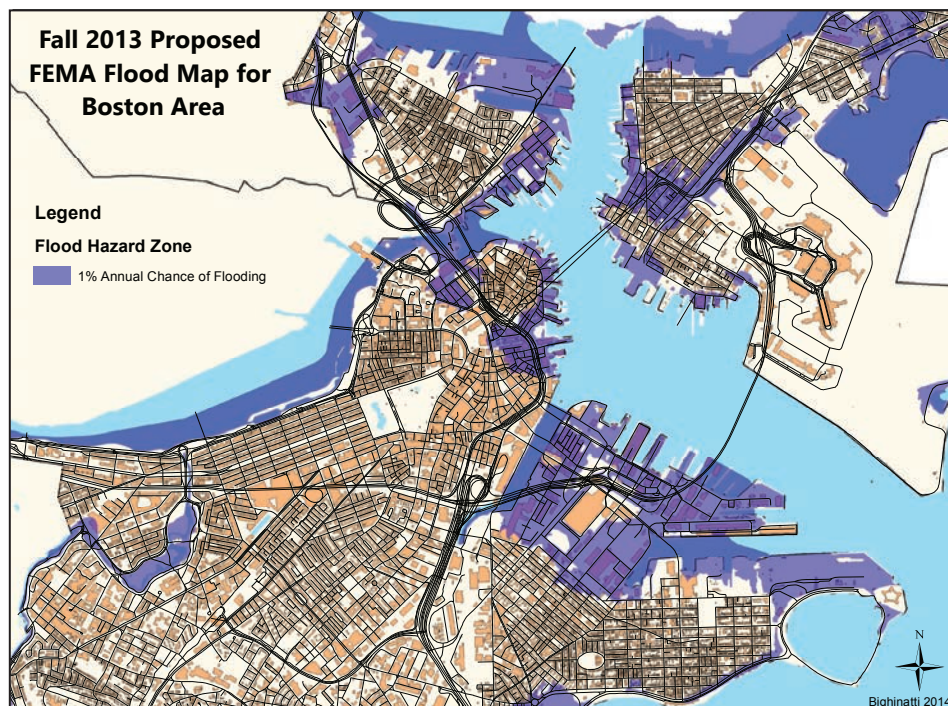 Fall 2013 Proposed
FEMA Flood Map for
Boston Area
Legend
Flood Hazard Zone
1% Annual Chance of Flooding
N
Bighinatti 2014